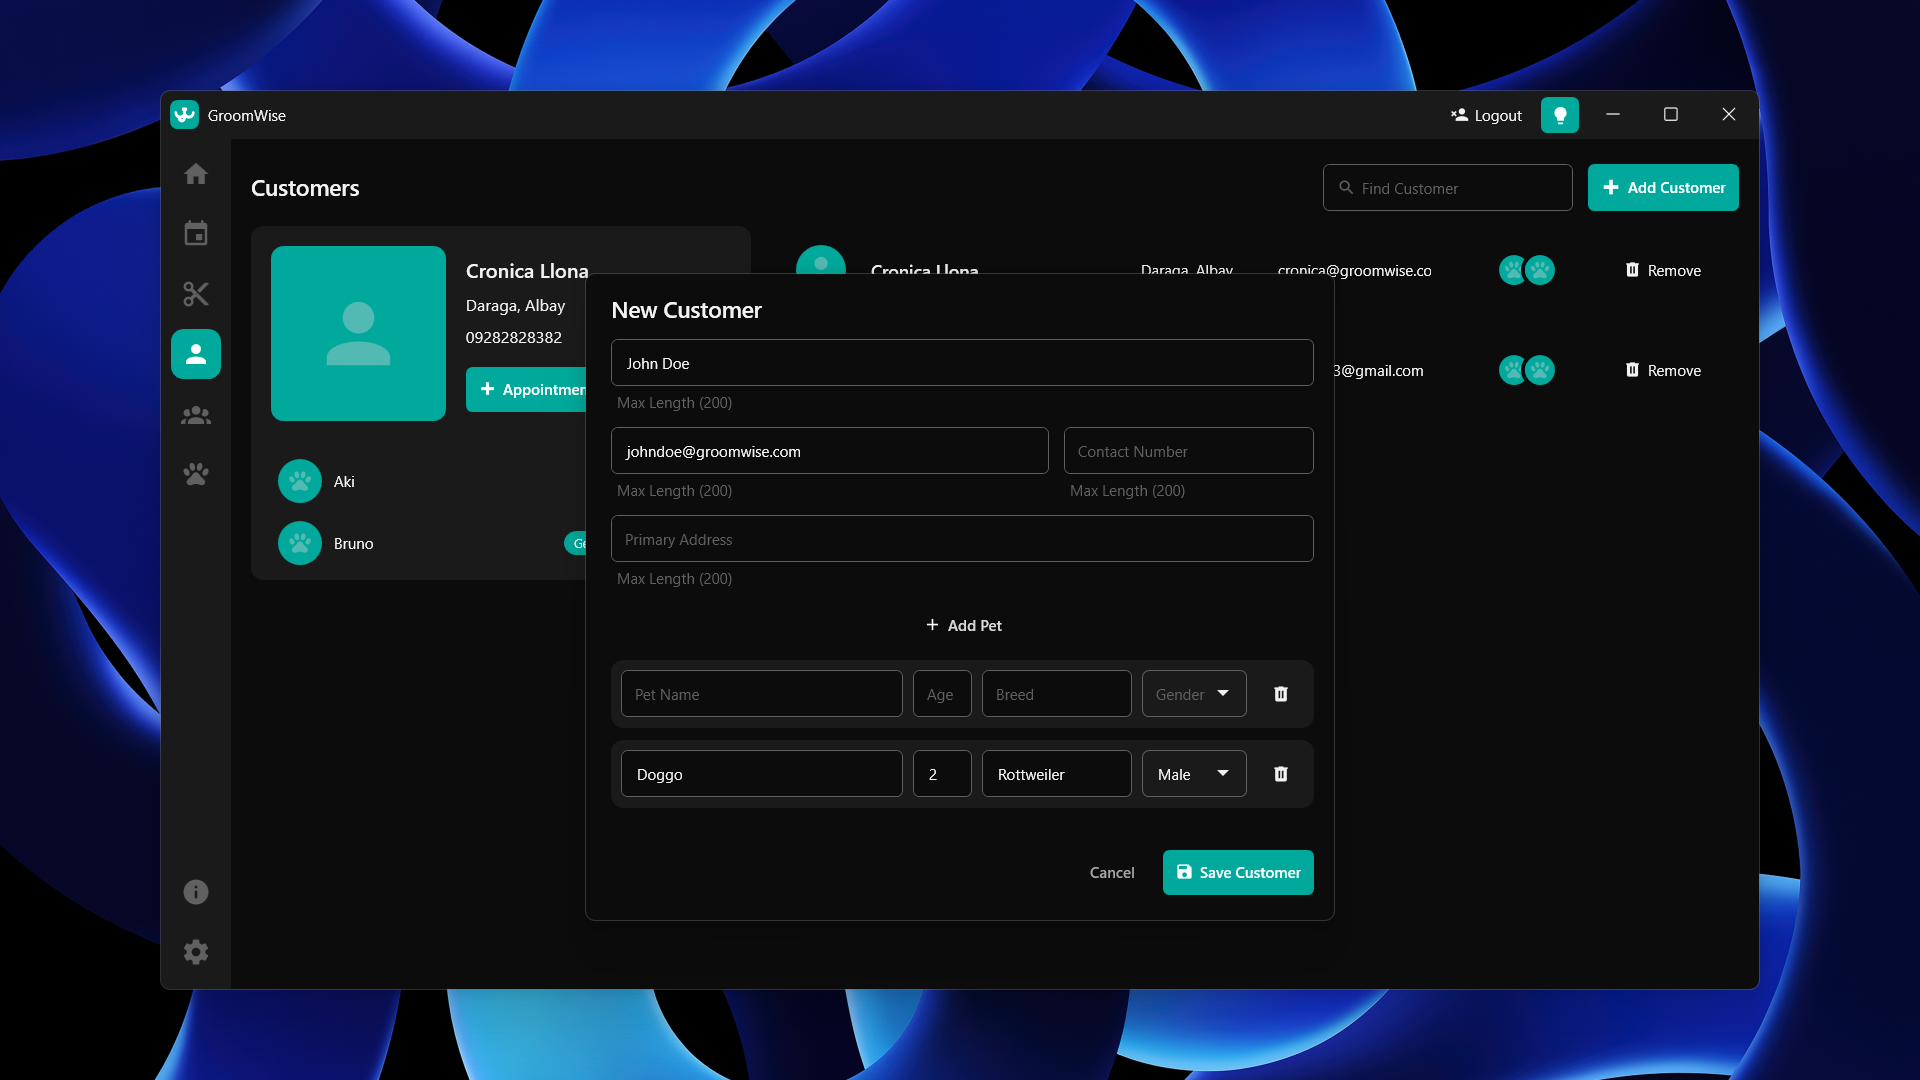 GroomWise
Logout
Customers
Find Customer
Add Customer
Cronica Llona
Daraga, Albay
09282828382
Appointmen
Aki
Bruno
Ge
Cronica Llona
Daraga, Albay
cronica@groomwise.co
Remove
3@gmail.com
Remove
New Customer
John Doe
Max Length (200)
johndoe@groomwise.com
Contact Number
Max Length (200)
Max Length (200)
Primary Address
Max Length (200)
Add Pet
Pet Name
Age
Breed
Gender
Doggo
2
Rottweiler
Male
Cancel
Save Customer